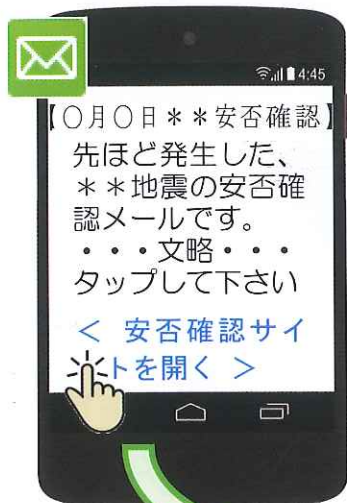 4:45
【〇月〇日＊＊安否確認】
先ほど発生した、
＊＊地震の安否確
認メールです。
・・・文略・・・
タップして下さい
＜ 安否確認サイ
トを開く ＞